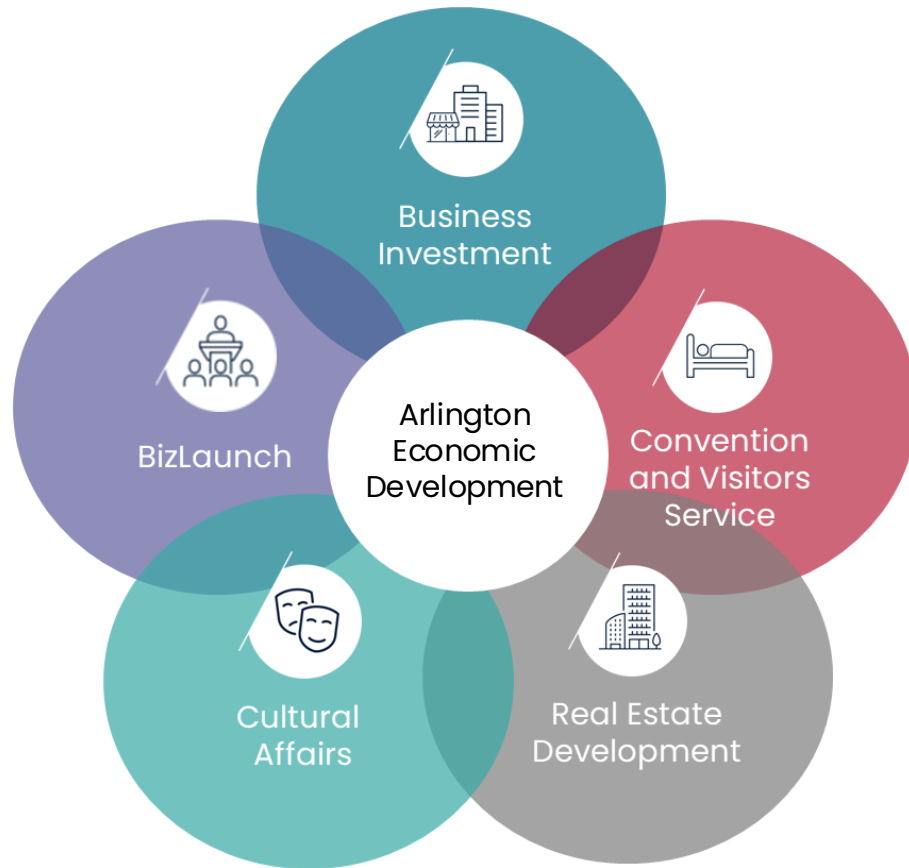 Business
Investment
BizLaunch
Arlington
Economic
Development
Convention
and Visitors
Service
Cultural
Affairs
Real Estate
Development